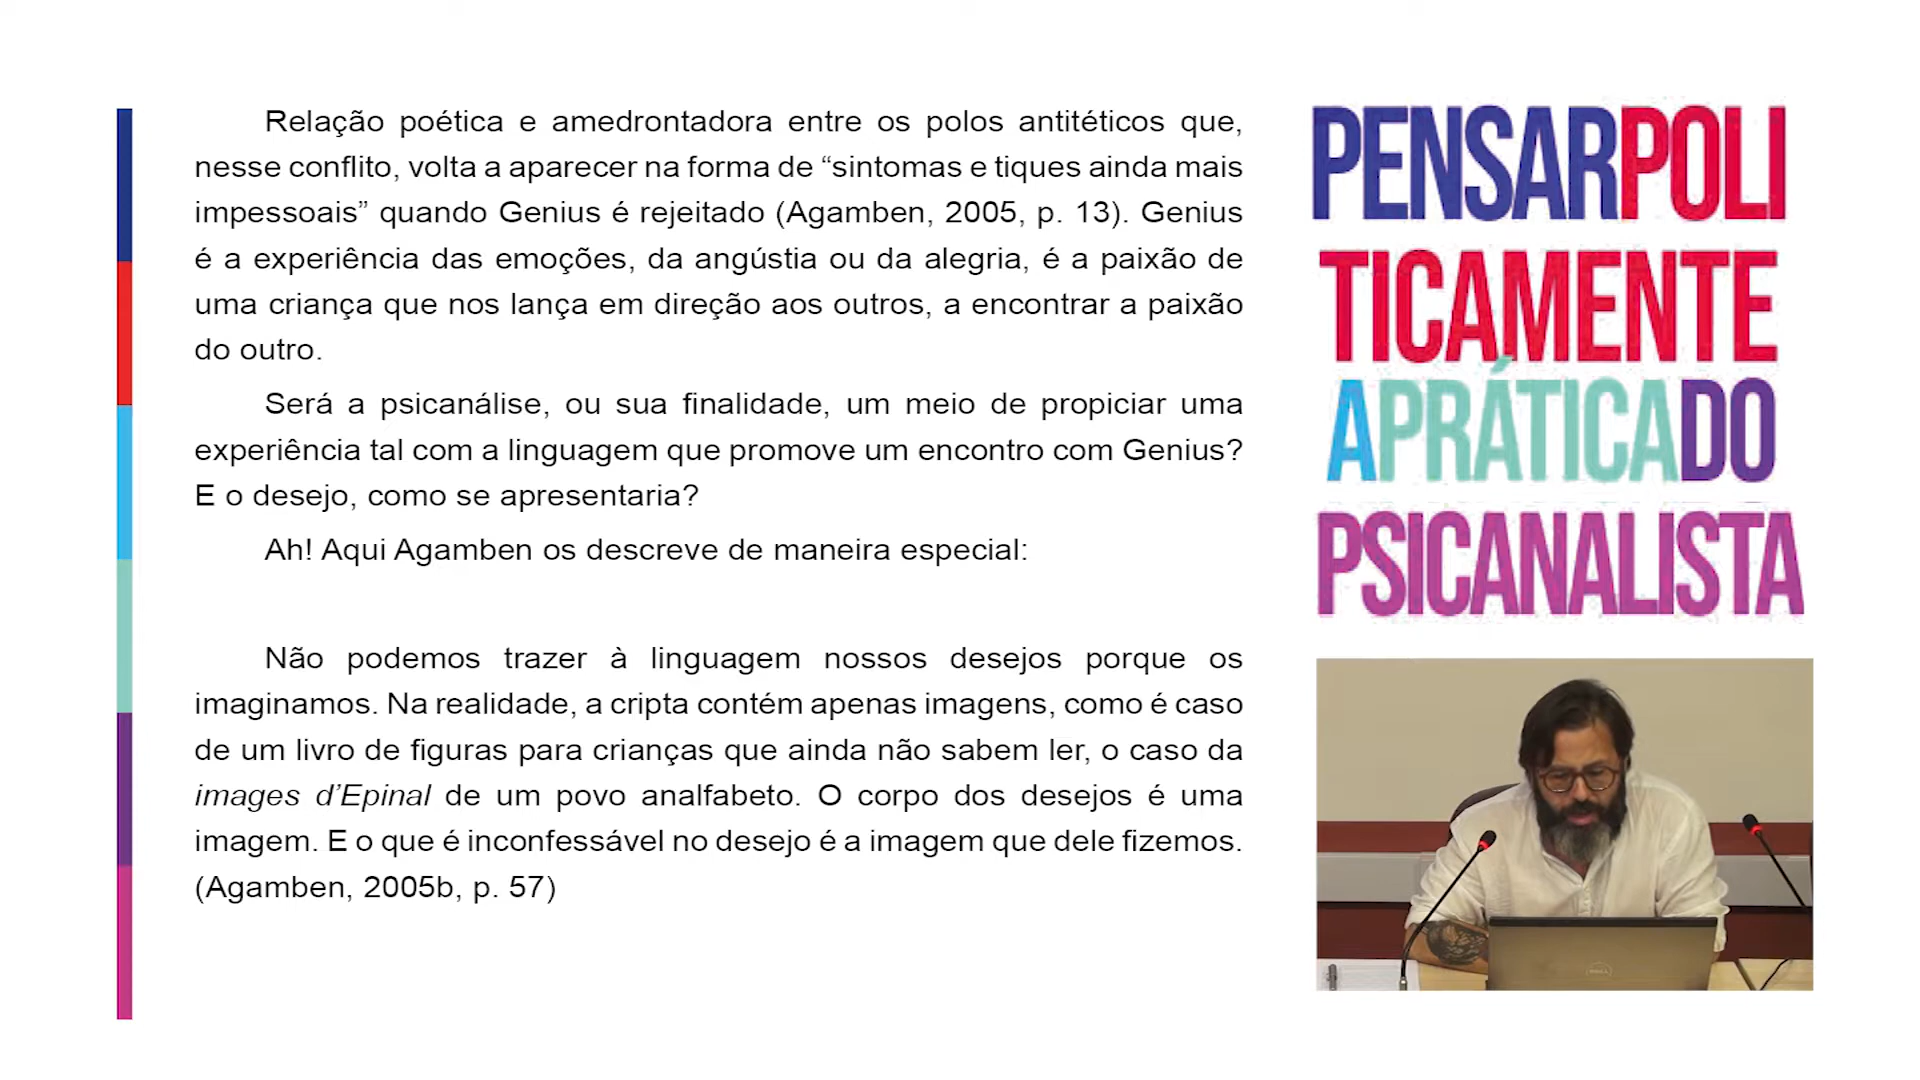 Relação poética e amedrontadora entre os polos antitéticos que,
nesse conflito, volta a aparecer na forma de “sintomas e tiques ainda mais
impessoais” quando Genius é rejeitado (Agamben, 2005, p. 13). Genius
é a experiência das emoções, da angústia ou da alegria, é a paixão de
uma criança que nos lança em direção aos outros, a encontrar a paixão
do outro.
Será a psicanálise, ou sua finalidade, um meio de propiciar uma
experiência tal com a linguagem que promove um encontro com Genius?
E o desejo, como se apresentaria?
Ah! Aqui Agamben os descreve de maneira especial:
Não podemos trazer à linguagem nossos desejos porque os
imaginamos. Na realidade, a cripta contém apenas imagens, como é caso
de um livro de figuras para crianças que ainda não sabem ler, o caso da
images d’Epinal de um povo analfabeto. O corpo dos desejos é uma
imagem. E o que é inconfessável no desejo é a imagem que dele fizemos.
(Agamben, 2005b, p. 57)
PENSARPOLI
TICAMENTE
APRÁTICADO
PSICANALISTA
DELL